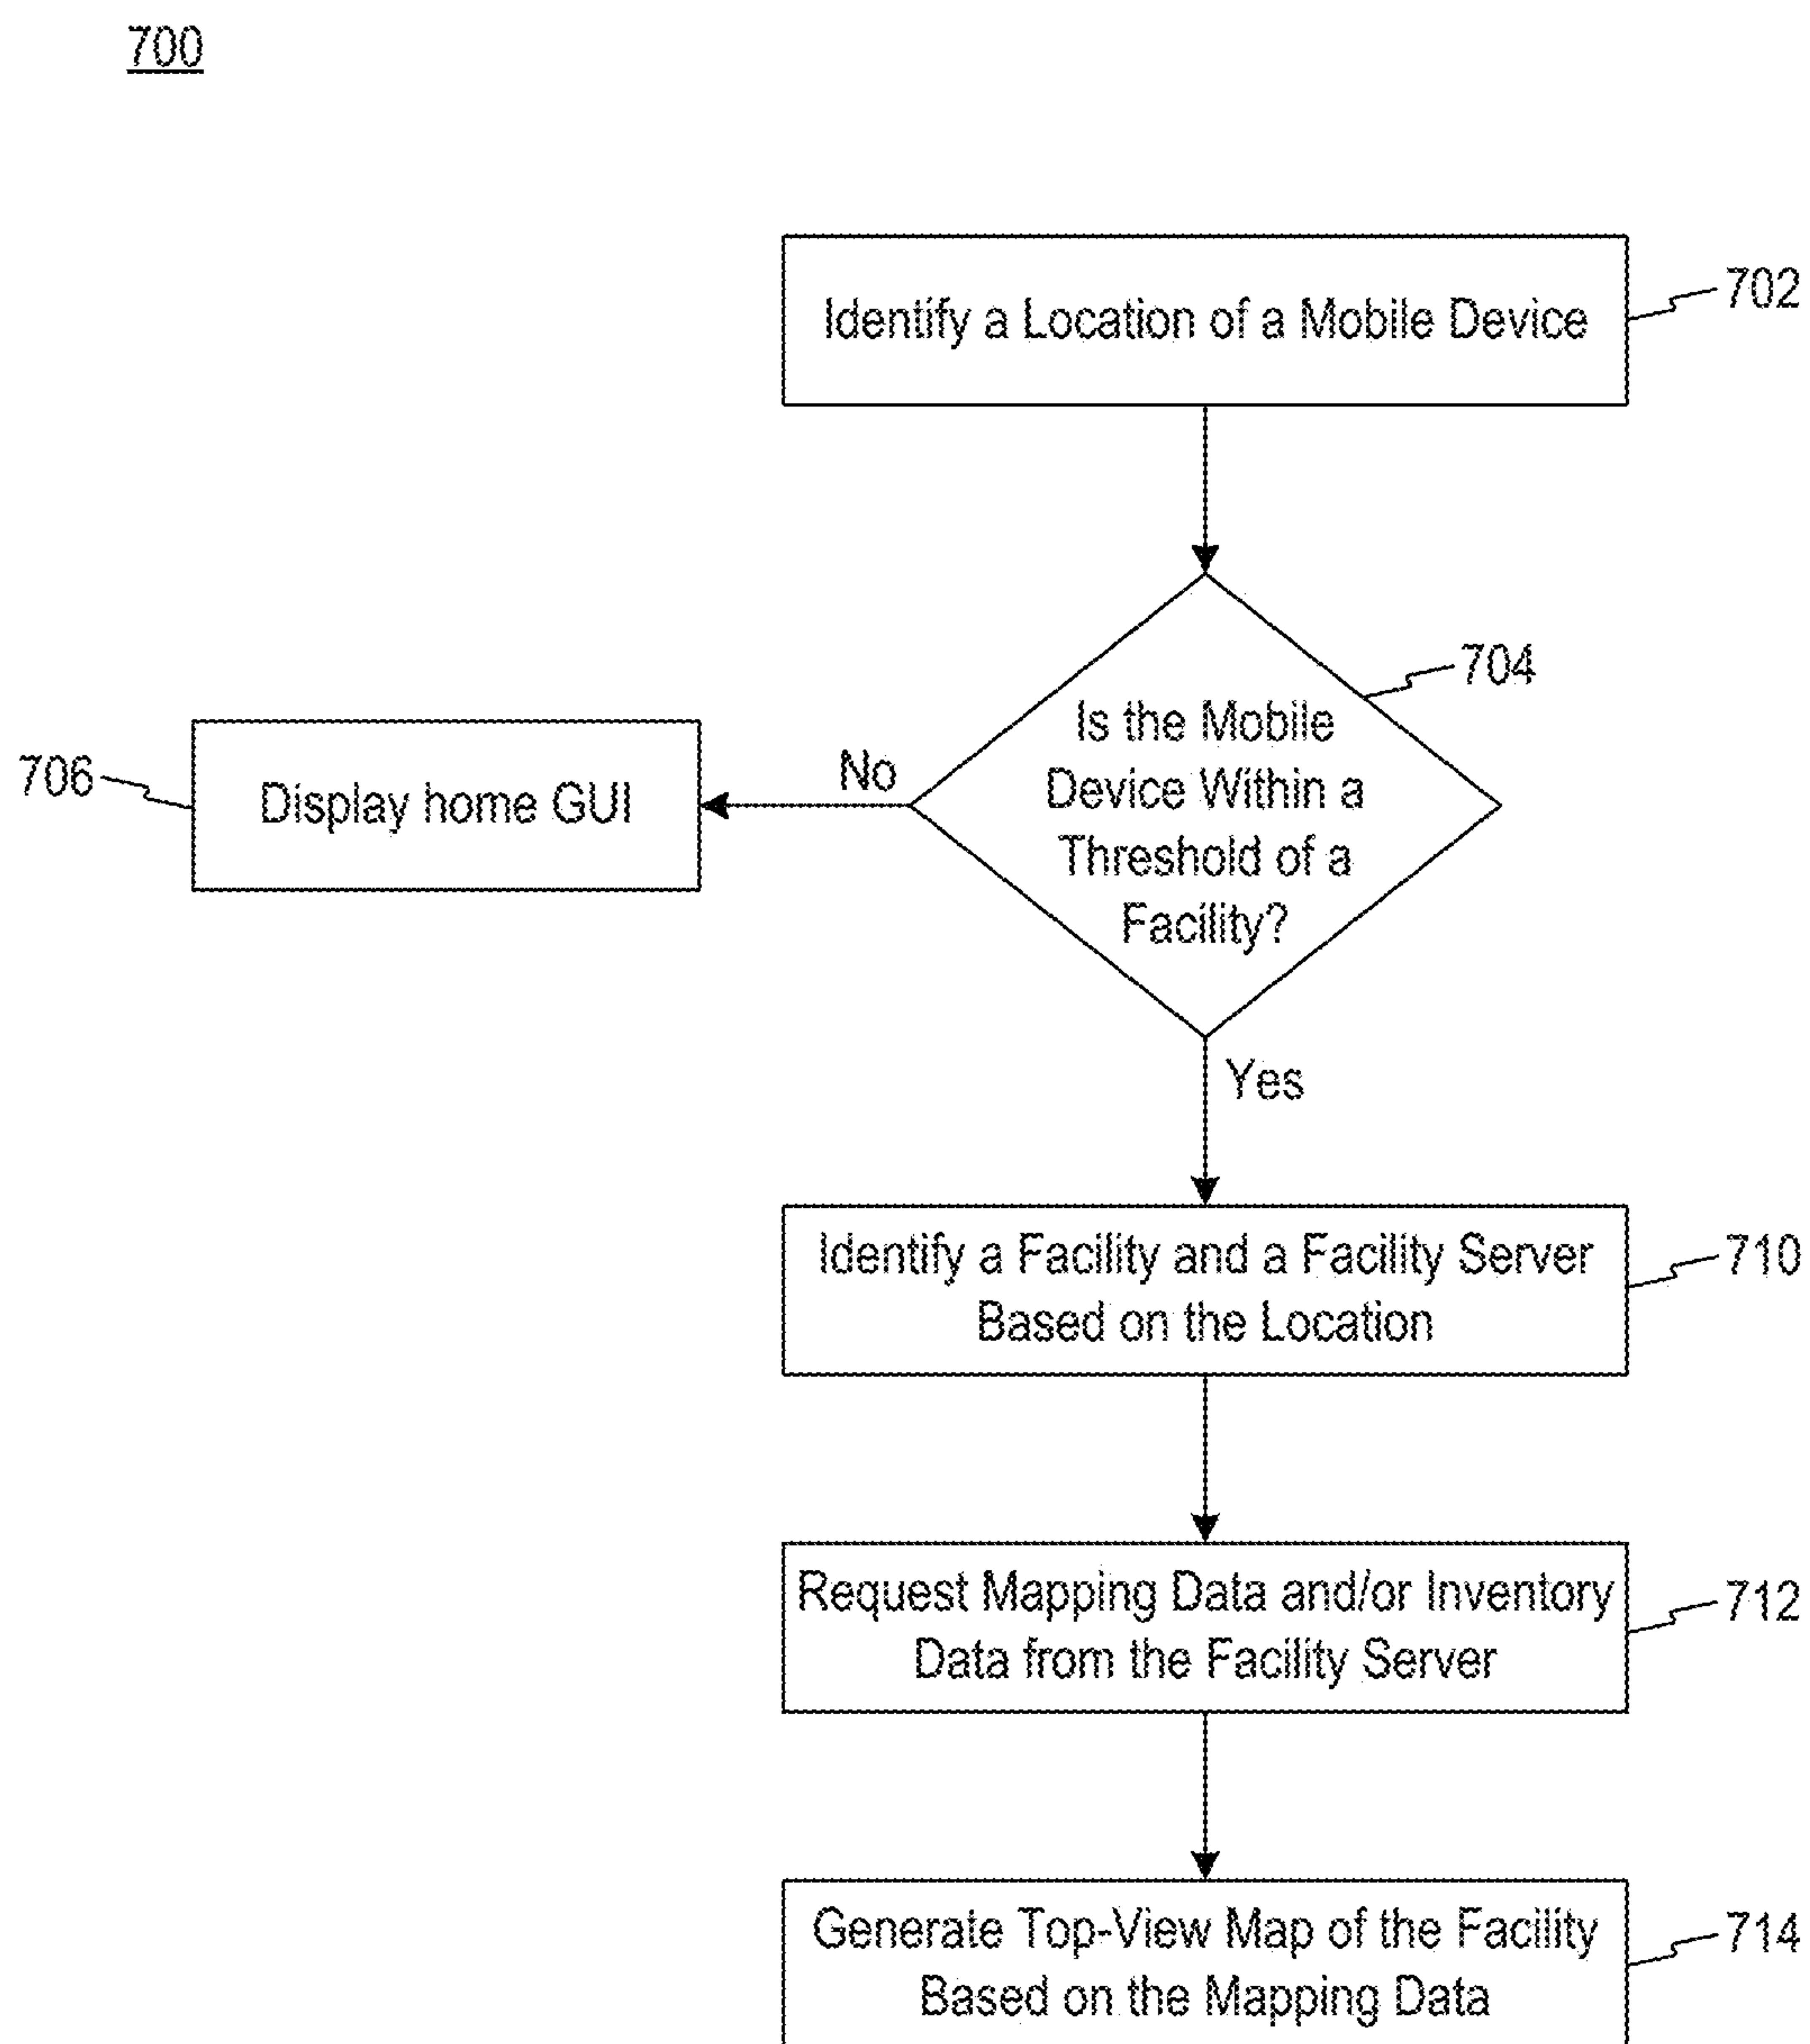 700
Identify a Location of a Mobile Device
702
704
Is the Mobile
Device Within a
Threshold of a
Facility?
No
706
Display home GUI
Yes
Identify a Facility and a Facility Server
Based on the Location
710
Request Mapping Data and/or Inventory
Data from the Facility Server
712
Generate Top-View Map of the Facility
Based on the Mapping Data
714